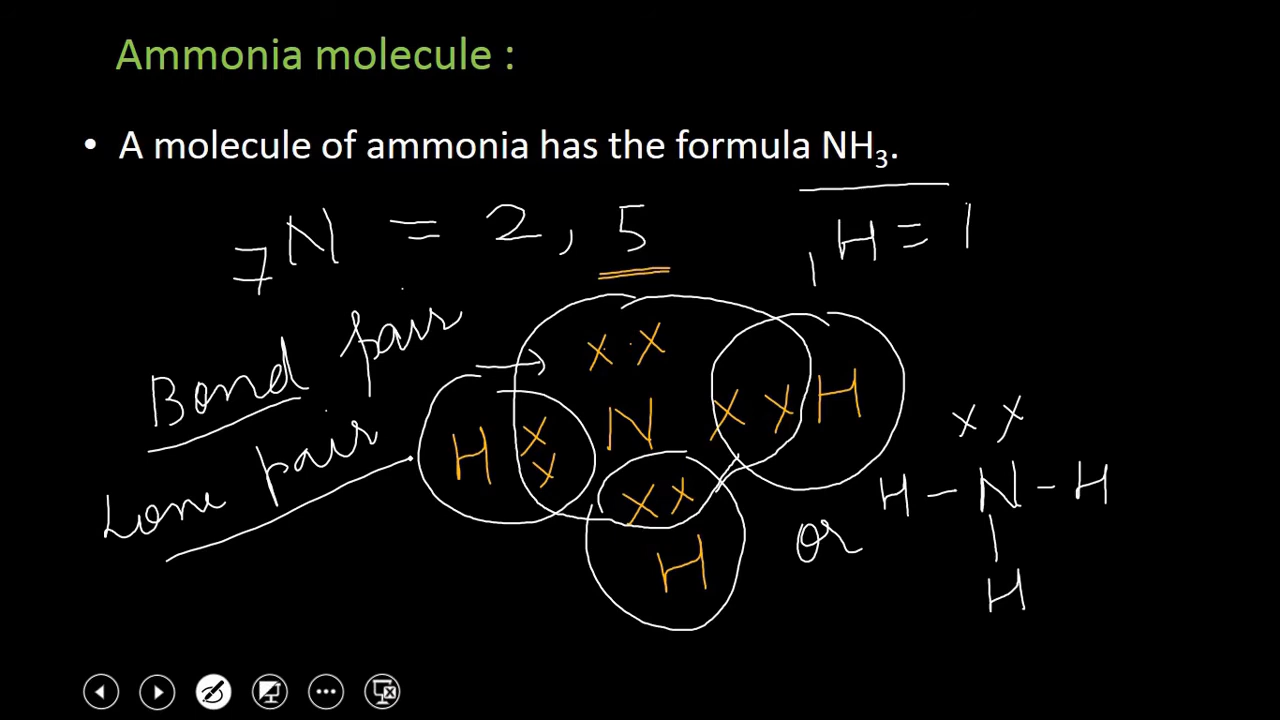 Ammonia molecule :
• A molecule of ammonia has the formula NH₃.
₇N = 2, 5
₁H = 1
Bond pair
Lone pair
x x
H x x N x x H
x x
H
or
x x
H - N - H
|
H